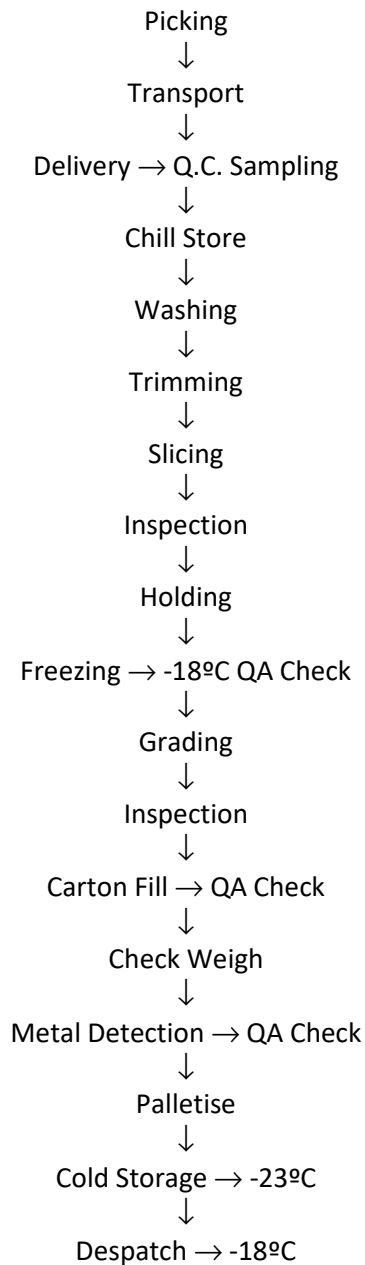 Picking
↓
Transport
↓
Delivery → Q.C. Sampling
↓
Chill Store
↓
Washing
↓
Trimming
↓
Slicing
↓
Inspection
↓
Holding
↓
Freezing → -18ºC QA Check
↓
Grading
↓
Inspection
↓
Carton Fill → QA Check
↓
Check Weigh
↓
Metal Detection → QA Check
↓
Palletise
↓
Cold Storage → -23ºC
↓
Despatch → -18ºC